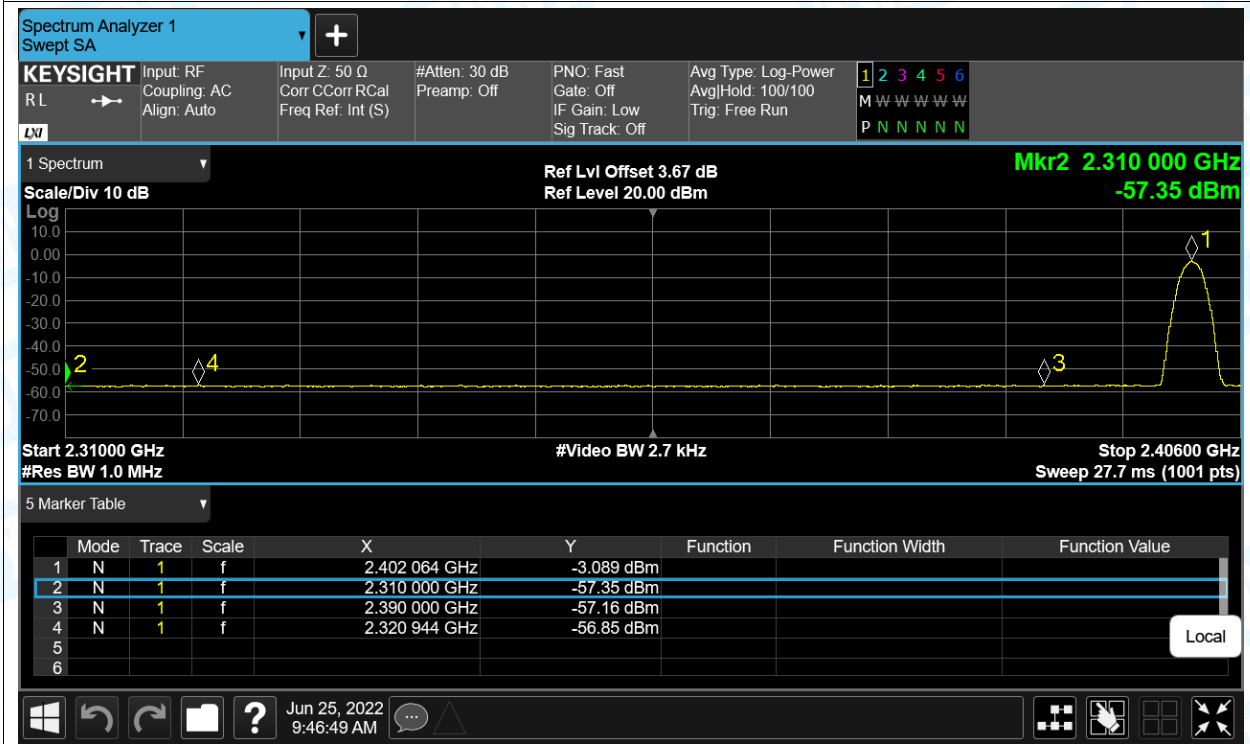 Spectrum Analyzer 1
Swept SA
+
KEYSIGHT
R L
LXI
Input: RF
Coupling: AC
Align: Auto
Input Z: 50 Ω
Corr CCorr RCal
Freq Ref: Int (S)
#Atten: 30 dB
Preamp: Off
PNO: Fast
Gate: Off
IF Gain: Low
Sig Track: Off
Avg Type: Log-Power
Avg|Hold: 100/100
Trig: Free Run
1 2 3 4 5 6
M W W W W W
P N N N N N
1 Spectrum
Scale/Div 10 dB
Ref Lvl Offset 3.67 dB
Ref Level 20.00 dBm
Mkr2 2.310 000 GHz
-57.35 dBm
Log
10.0
0.00
-10.0
-20.0
-30.0
-40.0
-50.0
-60.0
-70.0
2
4
3
1
Start 2.31000 GHz
#Res BW 1.0 MHz
#Video BW 2.7 kHz
Stop 2.40600 GHz
Sweep 27.7 ms (1001 pts)
5 Marker Table
Mode Trace Scale X Y Function Function Width Function Value
1 N 1 f 2.402 064 GHz -3.089 dBm
2 N 1 f 2.310 000 GHz -57.35 dBm
3 N 1 f 2.390 000 GHz -57.16 dBm
4 N 1 f 2.320 944 GHz -56.85 dBm
5
6
Local
?
Jun 25, 2022
9:46:49 AM